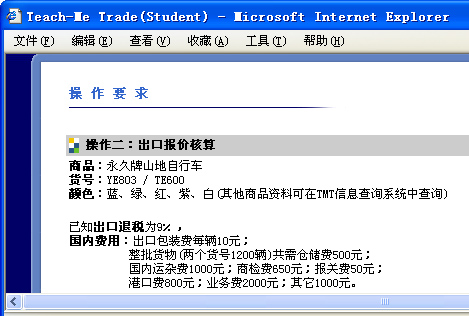 Teach-Me Trade(Student) - Microsoft Internet Explorer
文件(F) 编辑(E) 查看(V) 收藏(A) 工具(T) 帮助(H)
操 作 要 求
操作二：出口报价核算
商品：永久牌山地自行车
货号：YE803 / TE600
颜色：蓝、绿、红、紫、白(其他商品资料可在TMT信息查询系统中查询)
已知出口退税为9% ，
国内费用：出口包装费每辆10元；
整批货物(两个货号1200辆)共需仓储费500元；
国内运杂费1000元；商检费650元；报关费50元；
港口费800元；业务费2000元；其它1000元。